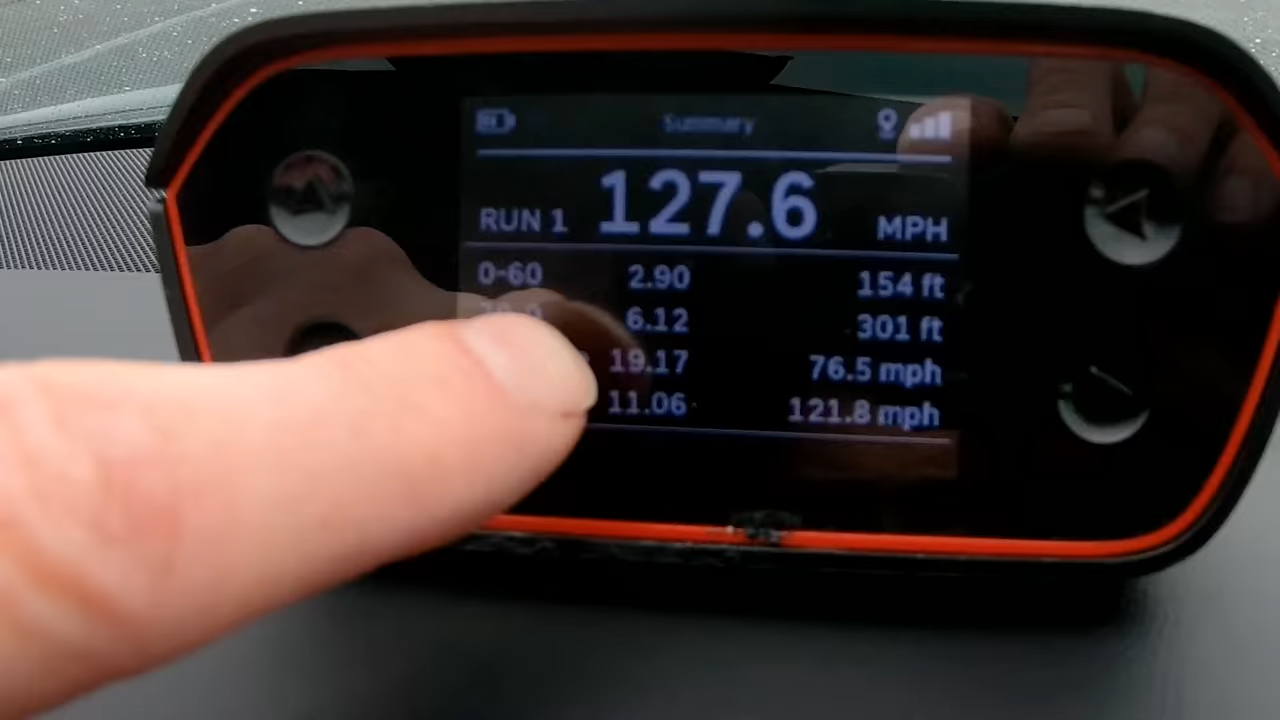 Summary
RUN 1 127.6 MPH
0-60 2.90 154 ft
6.12 301 ft
19.17 76.5 mph
11.06 121.8 mph